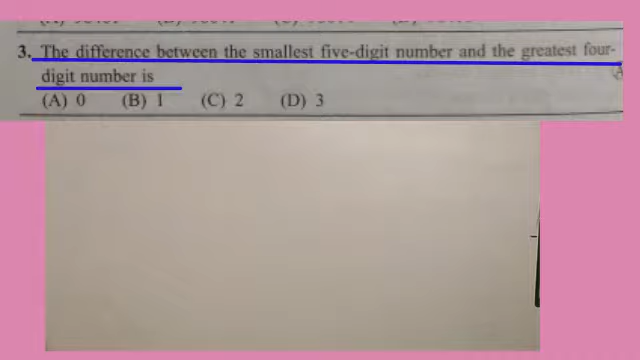 3. The difference between the smallest five-digit number and the greatest four-
digit number is
(A) 0 (B) 1 (C) 2 (D) 3